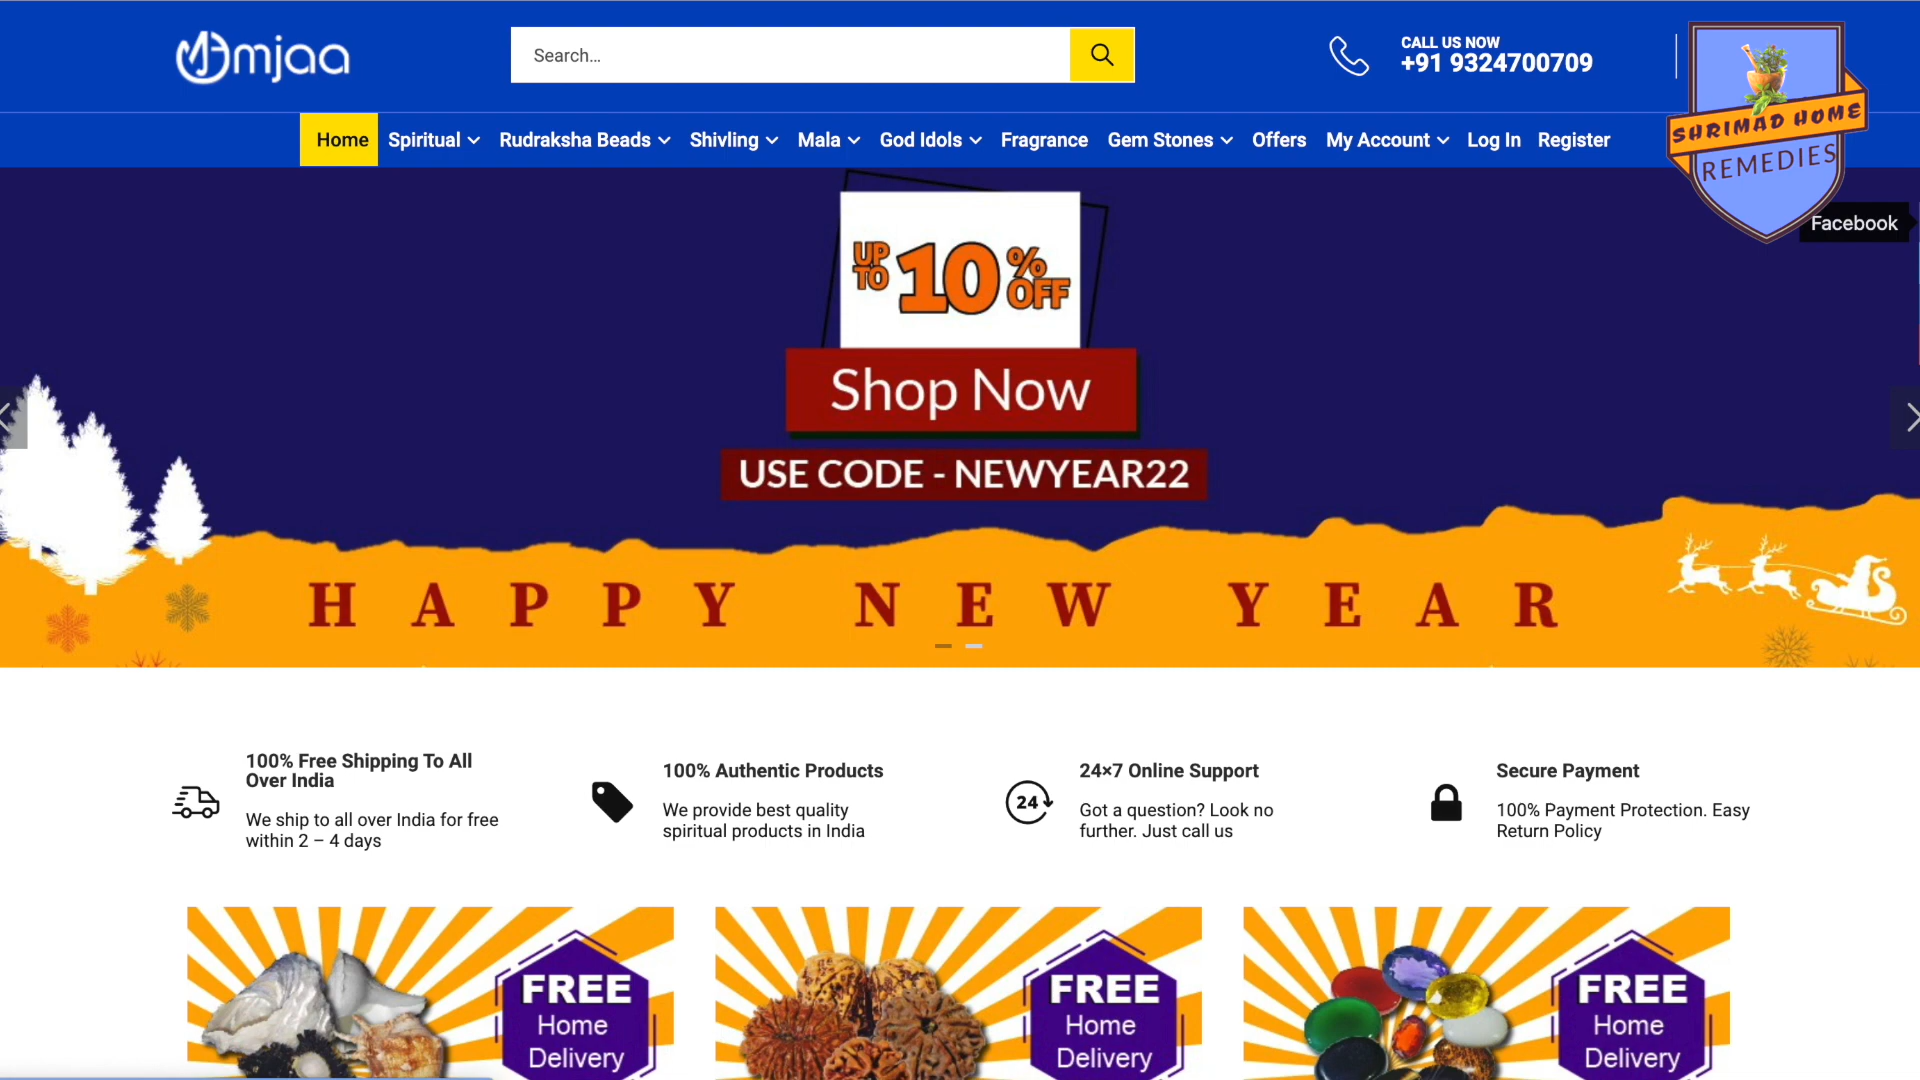 Omjaa
Search...
CALL US NOW
+91 9324700709
SHRIMAD HOME
REMEDIES
Home Spiritual Rudraksha Beads Shivling Mala God Idols Fragrance Gem Stones Offers My Account Log In Register
Facebook
UP TO 10% OFF
Shop Now
USE CODE - NEWYEAR22
HAPPY NEW YEAR
100% Free Shipping To All
Over India
We ship to all over India for free
within 2 – 4 days
100% Authentic Products
We provide best quality
spiritual products in India
24
24×7 Online Support
Got a question? Look no
further. Just call us
Secure Payment
100% Payment Protection. Easy
Return Policy
FREE
Home
Delivery
FREE
Home
Delivery
FREE
Home
Delivery